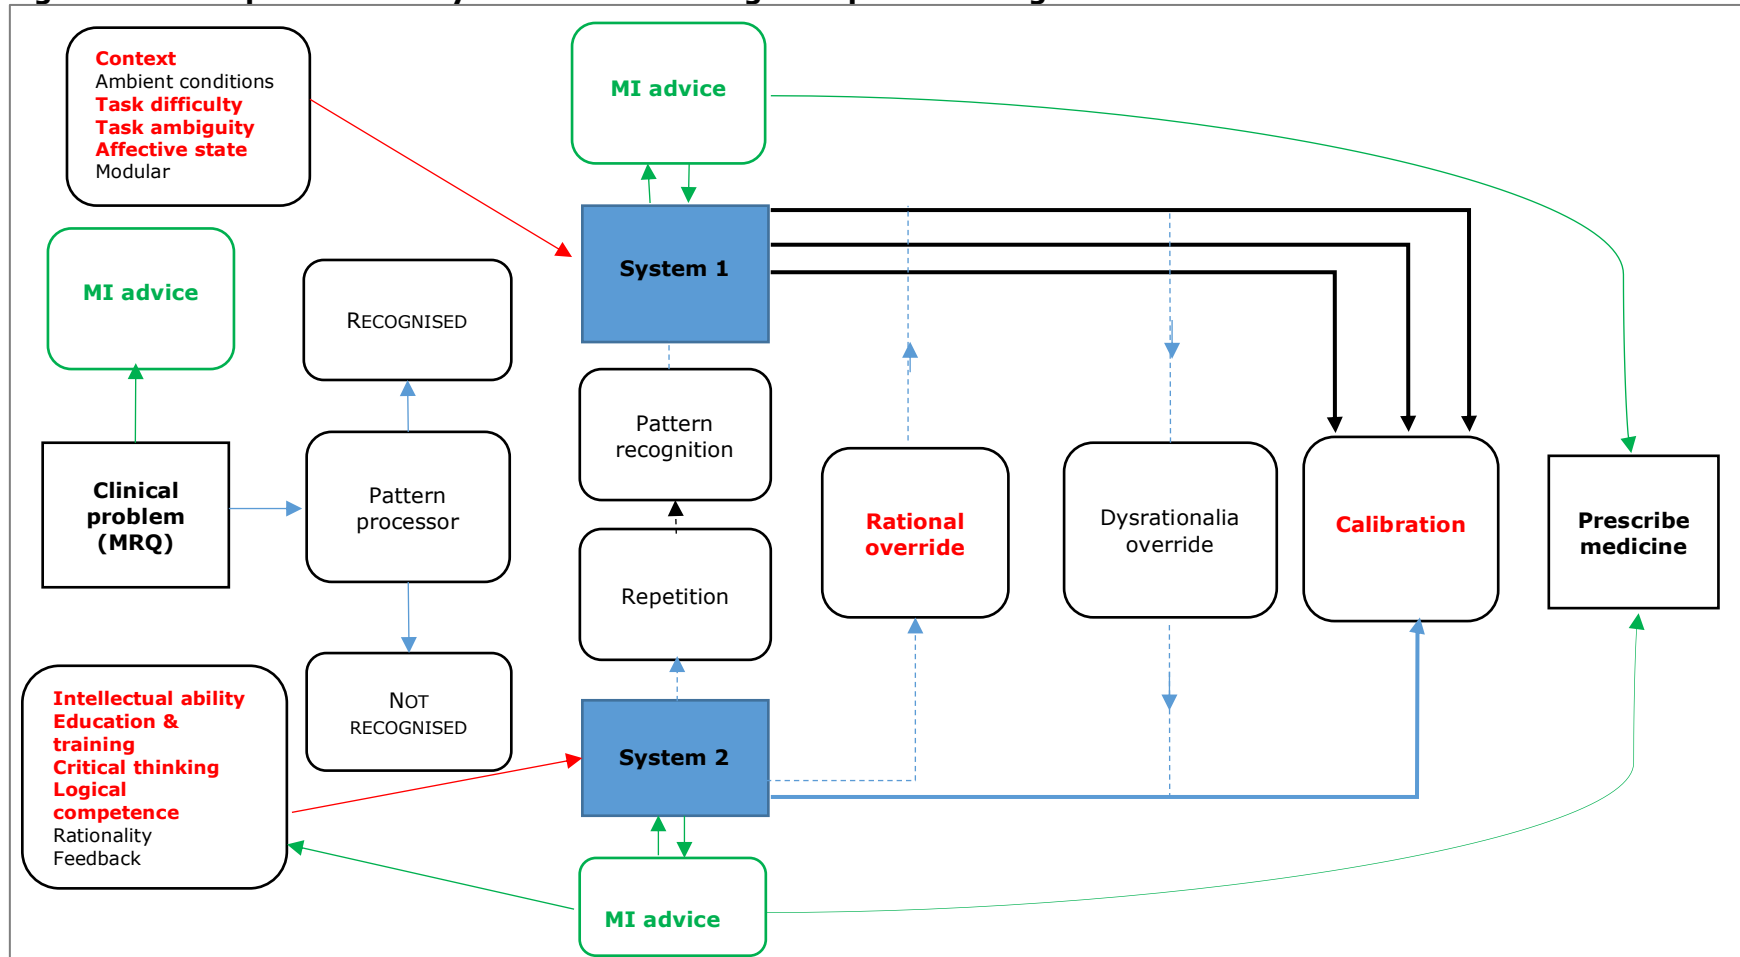 Context
Ambient conditions
Task difficulty
Task ambiguity
Affective state
Modular
MI advice
MI advice
System 1
RECOGNISED
Pattern
recognition
Clinical
problem
(MRQ)
Pattern
processor
Rational
override
Dysrationalia
override
Calibration
Prescribe
medicine
Repetition
NOT
RECOGNISED
Intellectual ability
Education &
training
Critical thinking
Logical
competence
Rationality
Feedback
System 2
MI advice